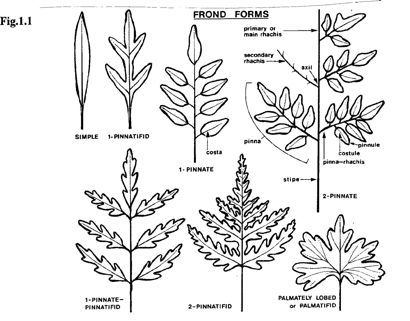 Fig.1.1
FROND FORMS
primary or
main rhachis
secondary
rhachis
axil
SIMPLE
1-PINNATIFID
costa
1-PINNATE
pinna
pinnule
costule
pinna-rhachis
stipe
2-PINNATE
1-PINNATE-
PINNATIFID
2-PINNATIFID
PALMATELY LOBED
or PALMATIFID